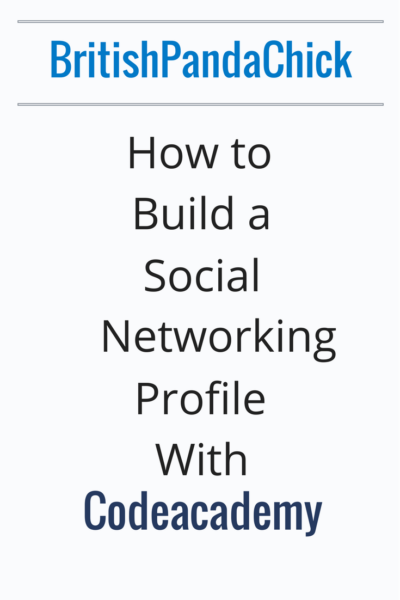 BritishPandaChick
How to
Build a
Social
Networking
Profile
With
Codeacademy